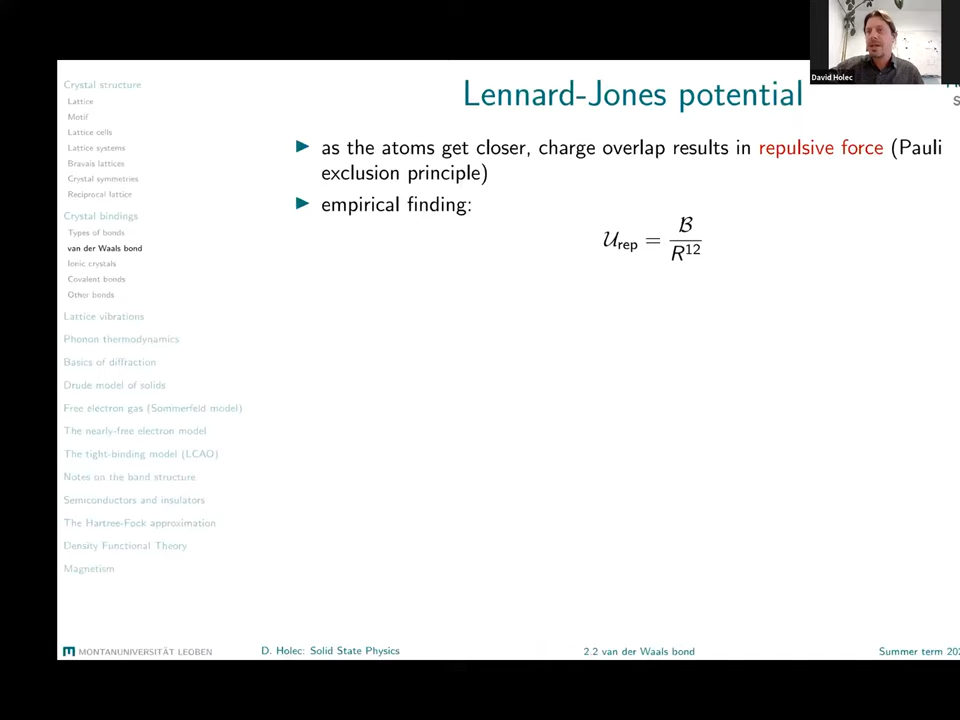 David Holec
Crystal structure
Lattice
Motif
Lattice cells
Lattice systems
Bravais lattices
Crystal symmetries
Reciprocal lattice
Crystal bindings
Types of bonds
van der Waals bond
Ionic crystals
Covalent bonds
Other bonds
Lattice vibrations
Phonon thermodynamics
Basics of diffraction
Drude model of solids
Free electron gas (Sommerfeld model)
The nearly-free electron model
The tight-binding model (LCAO)
Notes on the band structure
Semiconductors and insulators
The Hartree-Fock approximation
Density Functional Theory
Magnetism
Lennard-Jones potential
▶ as the atoms get closer, charge overlap results in repulsive force (Pauli
exclusion principle)
▶ empirical finding:
𝒰_rep = ℬ / R^12
MONTANUNIVERSITÄT LEOBEN
D. Holec: Solid State Physics
2.2 van der Waals bond
Summer term